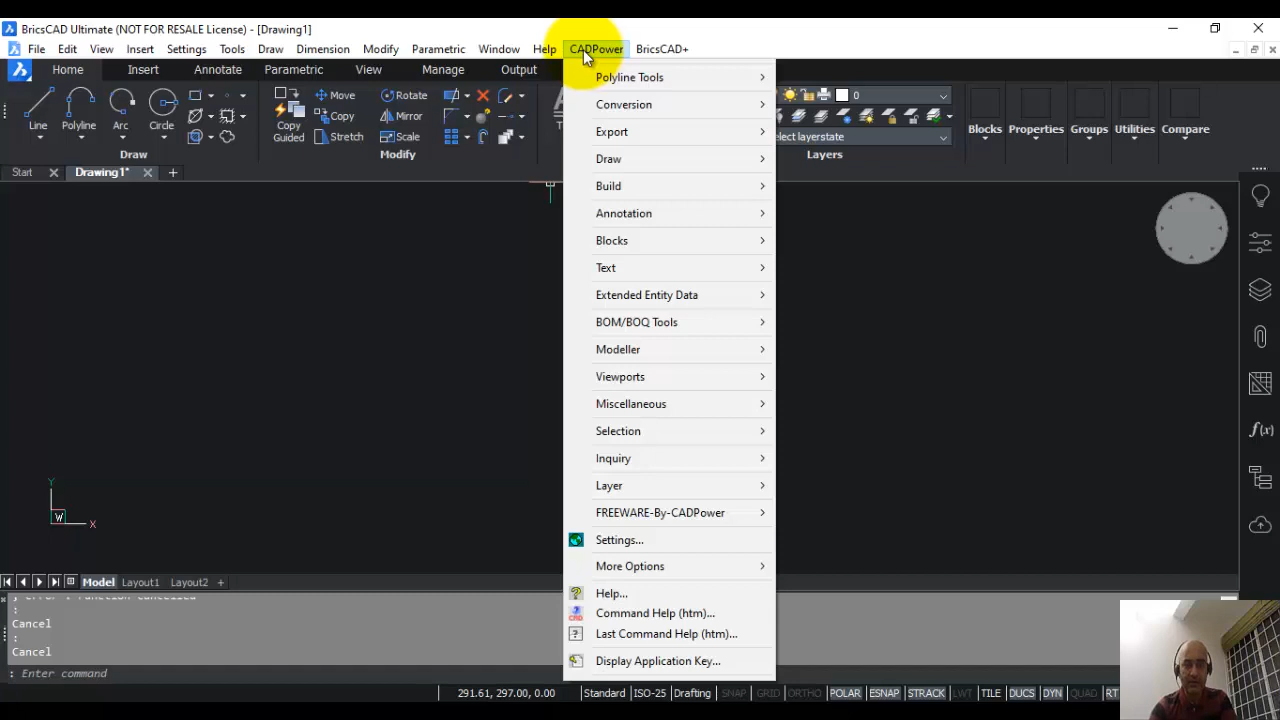 BricsCAD Ultimate (NOT FOR RESALE License) - [Drawing1]
File Edit View Insert Settings Tools Draw Dimension Modify Parametric Window Help CADPower BricsCAD+
Home Insert Annotate Parametric View Manage Output
Line Polyline Arc Circle
Draw
Copy Guided
Move
Copy
Stretch
Rotate
Mirror
Scale
Modify
0
elect layerstate
Layers
Blocks Properties Groups Utilities Compare
Start Drawing1*
Polyline Tools
Conversion
Export
Draw
Build
Annotation
Blocks
Text
Extended Entity Data
BOM/BOQ Tools
Modeller
Viewports
Miscellaneous
Selection
Inquiry
Layer
FREEWARE-By-CADPower
Settings...
More Options
Help...
Command Help (htm)...
Last Command Help (htm)...
Display Application Key...
Y
W X
f(x)
Model Layout1 Layout2
:
Cancel
:
Cancel
: Enter command
291.61, 297.00, 0.00 Standard ISO-25 Drafting SNAP GRID ORTHO POLAR ESNAP STRACK LWT TILE DUCS DYN QUAD RT